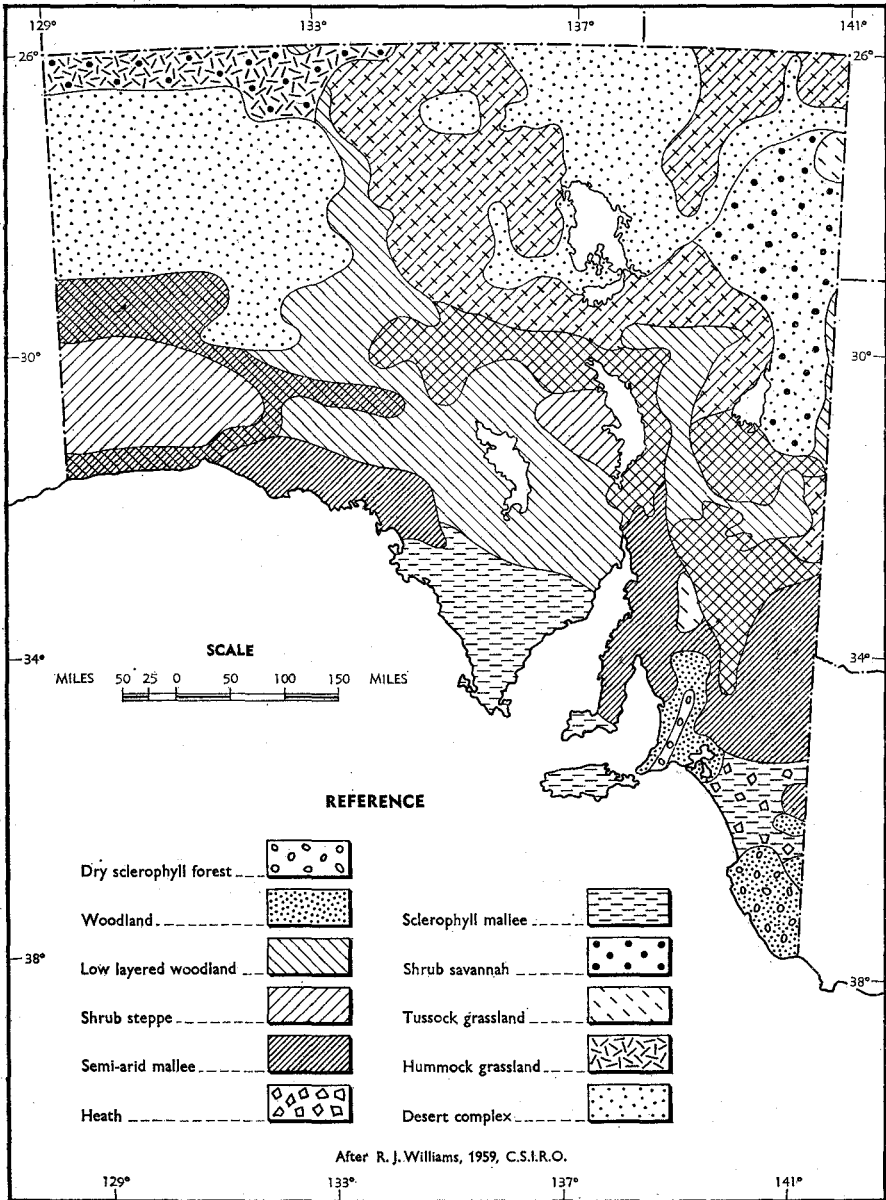 129° 133° 137° 141°
26° 26°
30° 30°
34° 34°
SCALE
MILES 50 25 0 50 100 150 MILES
REFERENCE
Dry sclerophyll forest
Woodland
Low layered woodland
Shrub steppe
Semi-arid mallee
Heath
Sclerophyll mallee
Shrub savannah
Tussock grassland
Hummock grassland
Desert complex
38° 38°
After R. J. Williams, 1959, C.S.I.R.O.
129° 133° 137° 141°